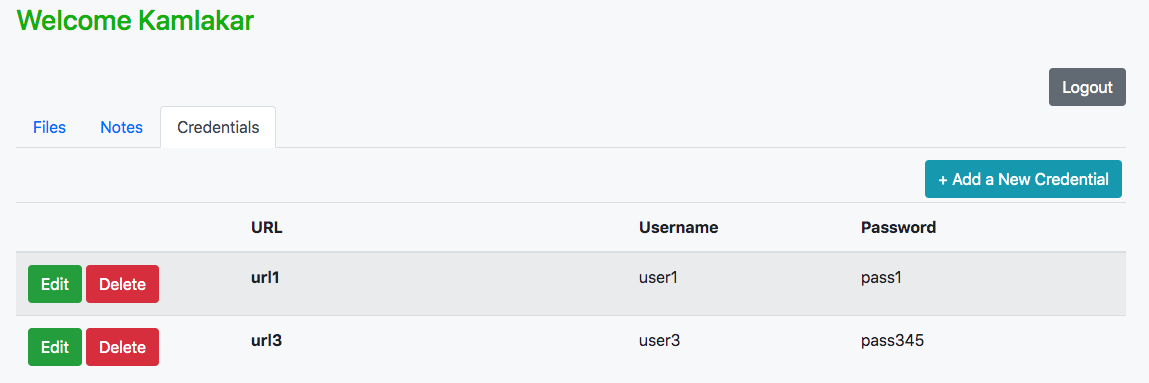 Welcome Kamlakar
Logout
Files Notes Credentials
+ Add a New Credential
URL Username Password
Edit Delete url1 user1 pass1
Edit Delete url3 user3 pass345